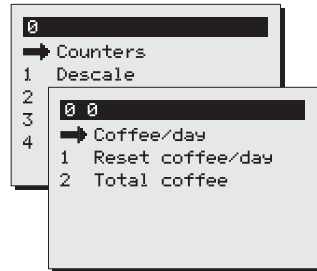 0
Counters
1 Descale
2
3
4
0 0
Coffee/day
1 Reset coffee/day
2 Total coffee